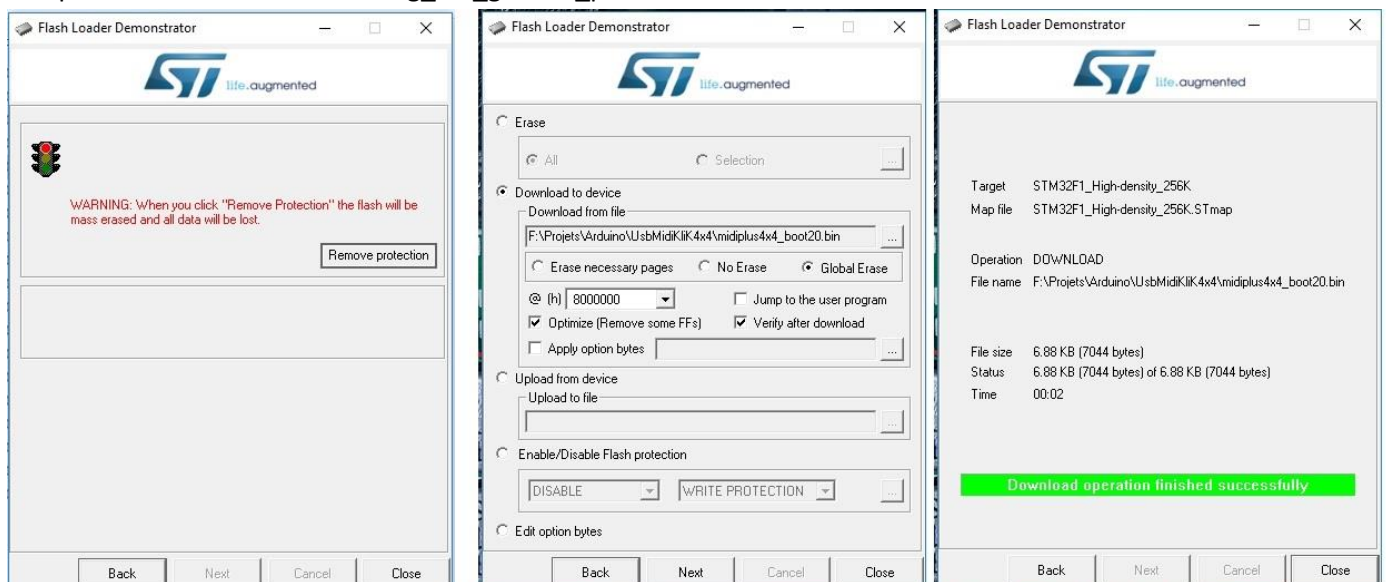 Flash Loader Demonstrator
life.augmented
WARNING: When you click "Remove Protection" the flash will be
mass erased and all data will be lost.
Remove protection
Back Next Cancel Close
Flash Loader Demonstrator
life.augmented
Erase
All Selection ...
Download to device
Download from file
F:\Projets\Arduino\UsbMidiKliK4x4\midiplus4x4_boot20.bin ...
Erase necessary pages No Erase Global Erase
@ (h) 8000000 Jump to the user program
Optimize (Remove some FFs) Verify after download
Apply option bytes ...
Upload from device
Upload to file
...
Enable/Disable Flash protection
DISABLE WRITE PROTECTION ...
Edit option bytes
Back Next Cancel Close
Flash Loader Demonstrator
life.augmented
Target STM32F1_High-density_256K
Map file STM32F1_High-density_256K.STmap
Operation DOWNLOAD
File name F:\Projets\Arduino\UsbMidiKliK4x4\midiplus4x4_boot20.bin
File size 6.88 KB (7044 bytes)
Status 6.88 KB (7044 bytes) of 6.88 KB (7044 bytes)
Time 00:02
Download operation finished successfully
Back Next Cancel Close